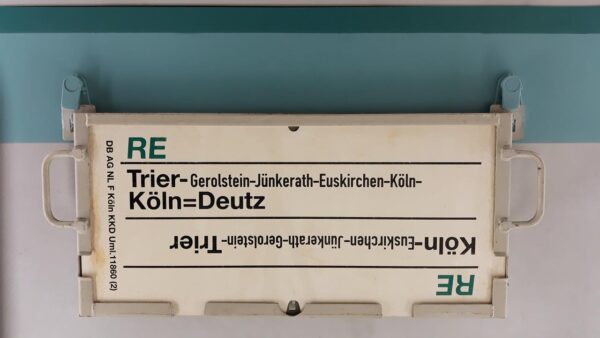 RE
Trier-Gerolstein-Jünkerath-Euskirchen-Köln-
Köln=Deutz
Köln-Euskirchen-Jünkerath-Gerolstein-Trier
RE
DB AG NL F Köln KKD Uml.11860 (2)